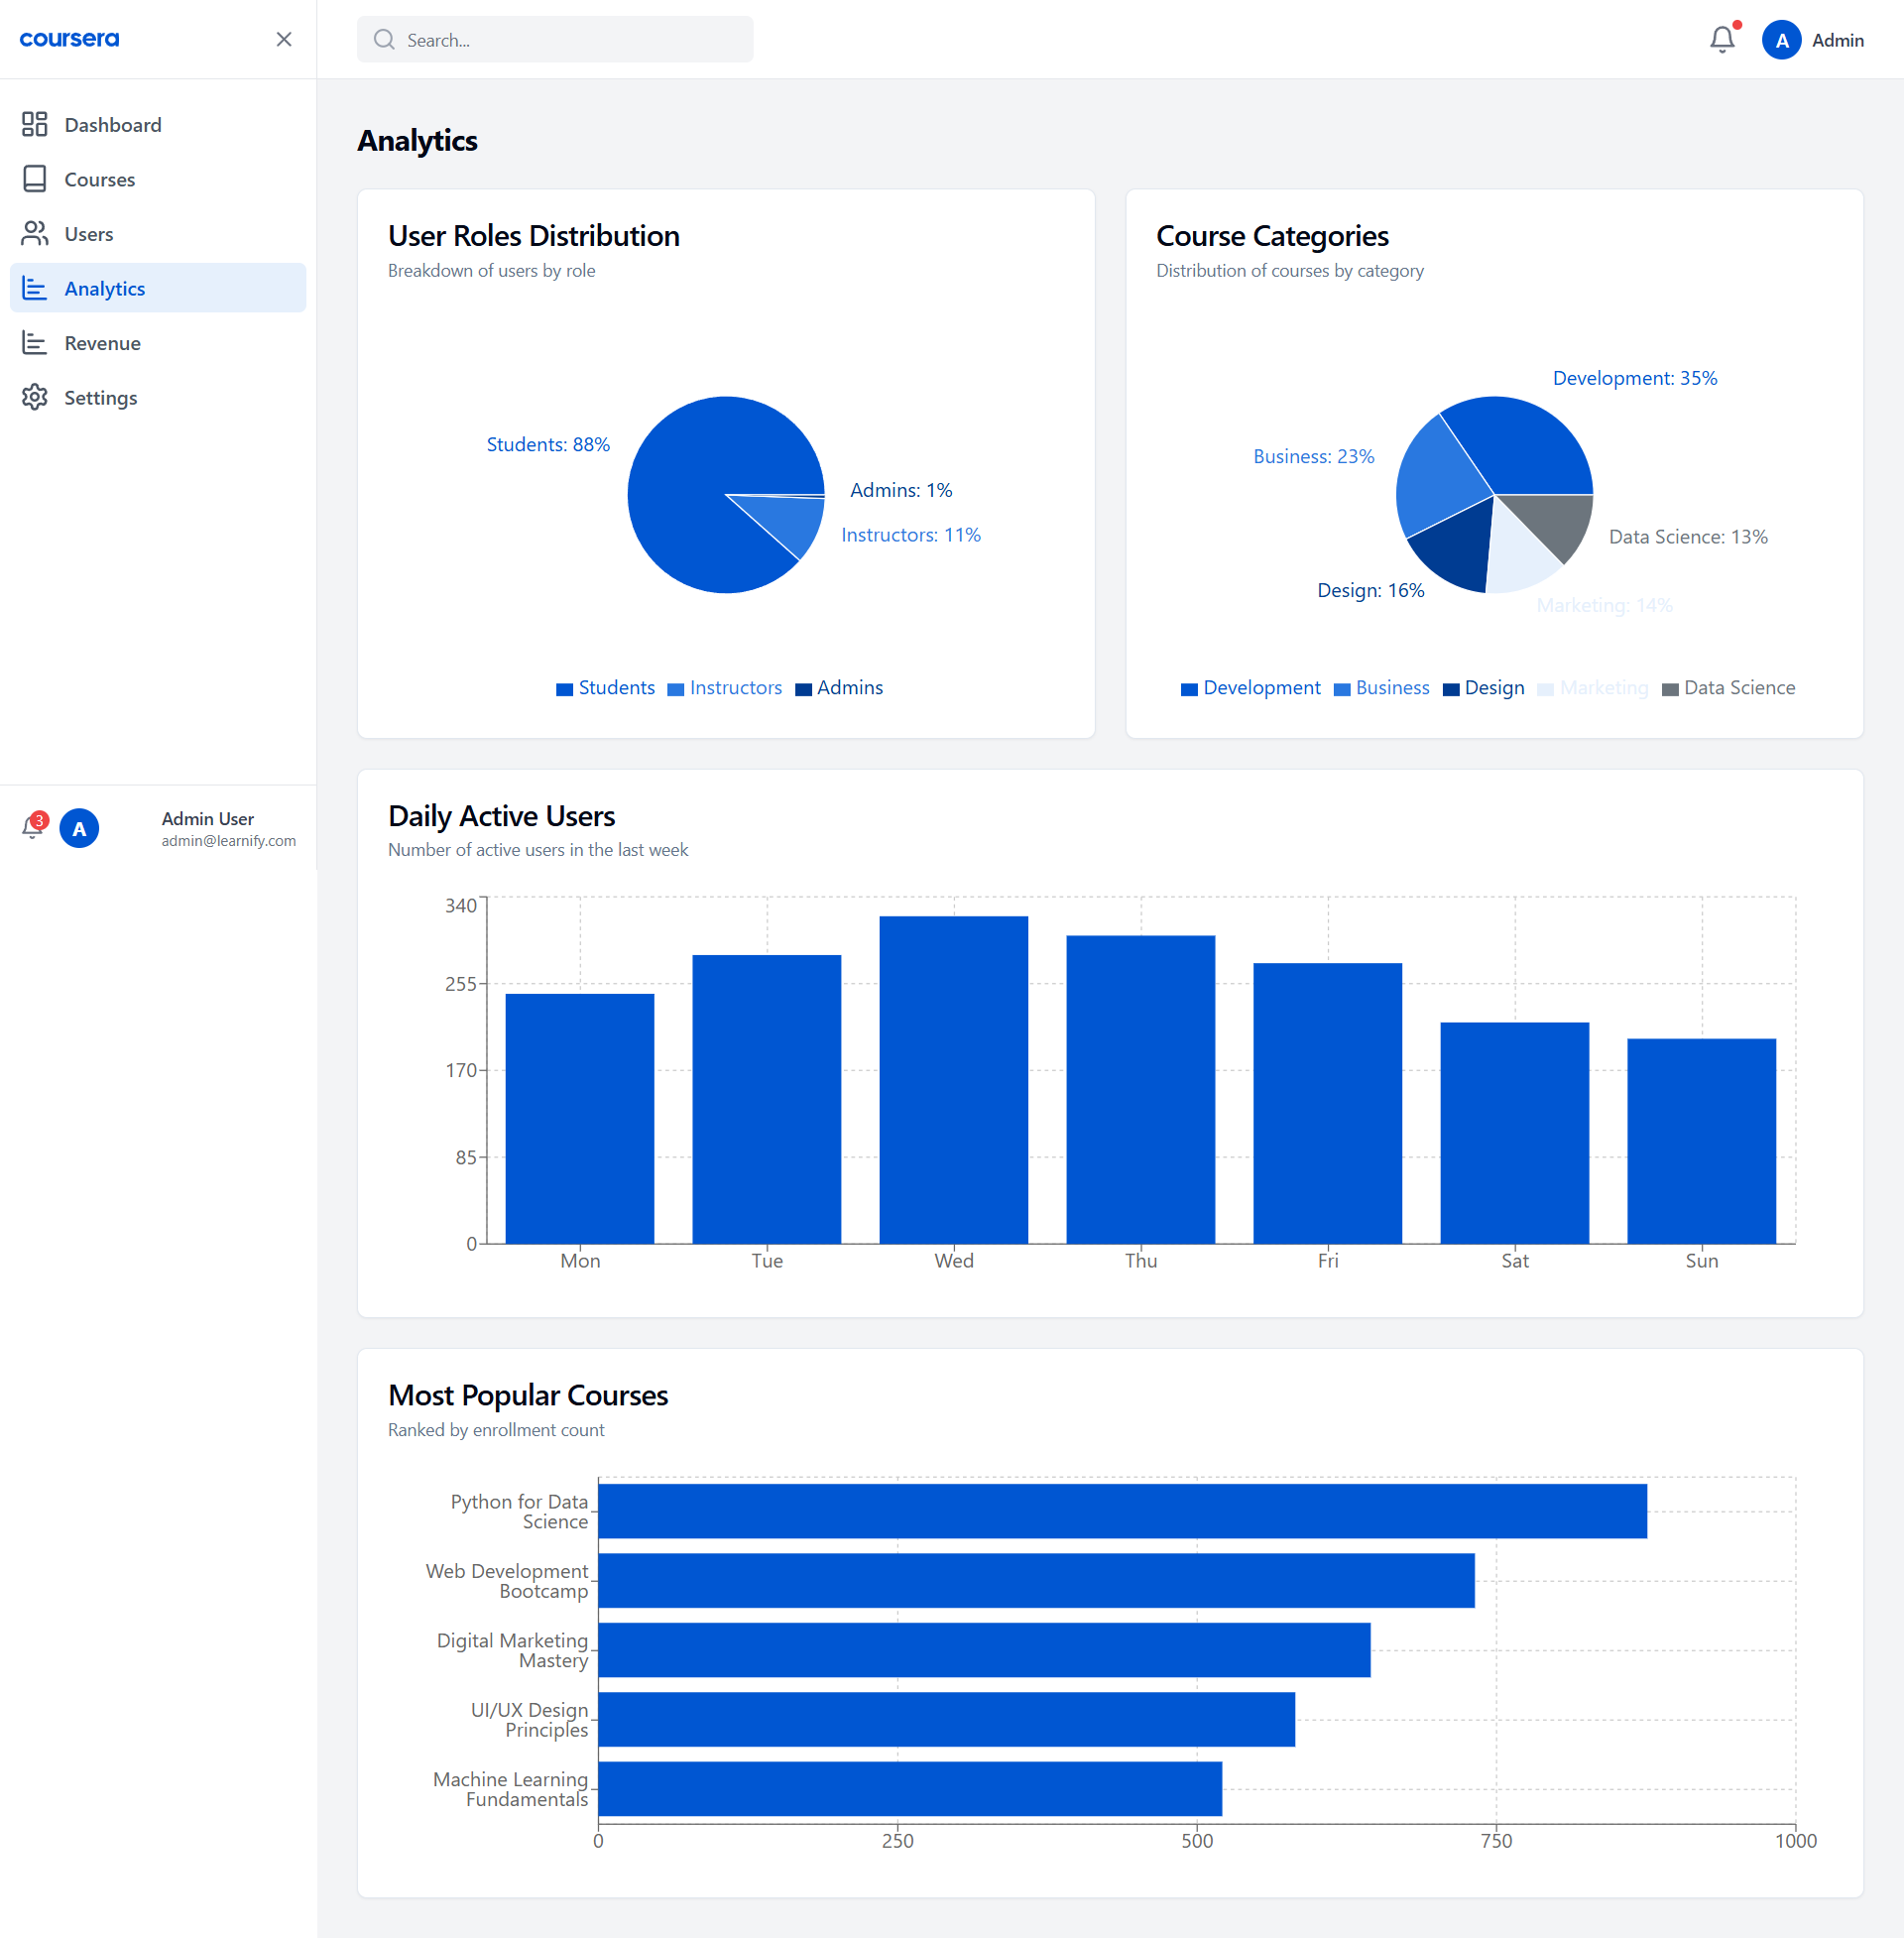 coursera
Search...
A
Admin
Dashboard
Courses
Users
Analytics
Revenue
Settings
3
A
Admin User
admin@learnify.com
Analytics
User Roles Distribution
Breakdown of users by role
Students: 88%
Admins: 1%
Instructors: 11%
Students
Instructors
Admins
Course Categories
Distribution of courses by category
Development: 35%
Business: 23%
Data Science: 13%
Design: 16%
Marketing: 14%
Development
Business
Design
Marketing
Data Science
Daily Active Users
Number of active users in the last week
340
255
170
85
0
Mon
Tue
Wed
Thu
Fri
Sat
Sun
Most Popular Courses
Ranked by enrollment count
Python for Data
Science
Web Development
Bootcamp
Digital Marketing
Mastery
UI/UX Design
Principles
Machine Learning
Fundamentals
0
250
500
750
1000